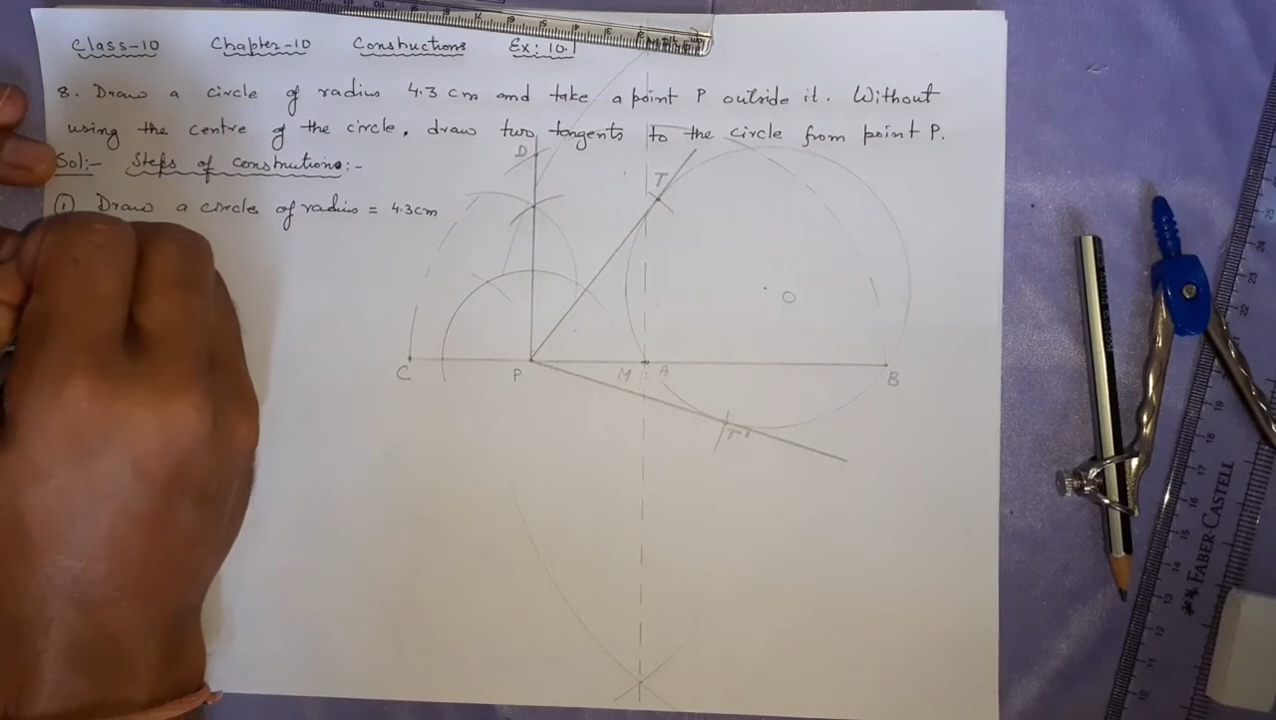 Class-10 Chapter-10 Constructions Ex: 10.1
8. Draw a circle of radius 4.3 cm and take a point P outside it. Without
using the centre of the circle, draw two tangents to the circle from point P.
Sol:- Steps of constructions:-
① Draw a circles of radius = 4.3cm
D
T
O
C P M A B
T'
FABER-CASTELL